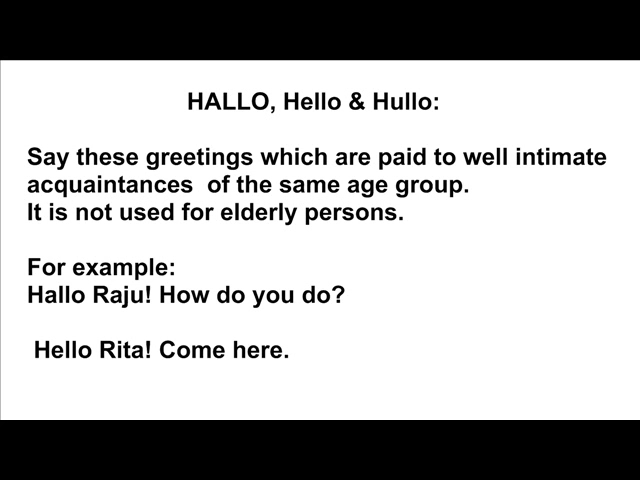 HALLO, Hello & Hullo:
Say these greetings which are paid to well intimate
acquaintances  of the same age group.
It is not used for elderly persons.
For example:
Hallo Raju! How do you do?
Hello Rita! Come here.